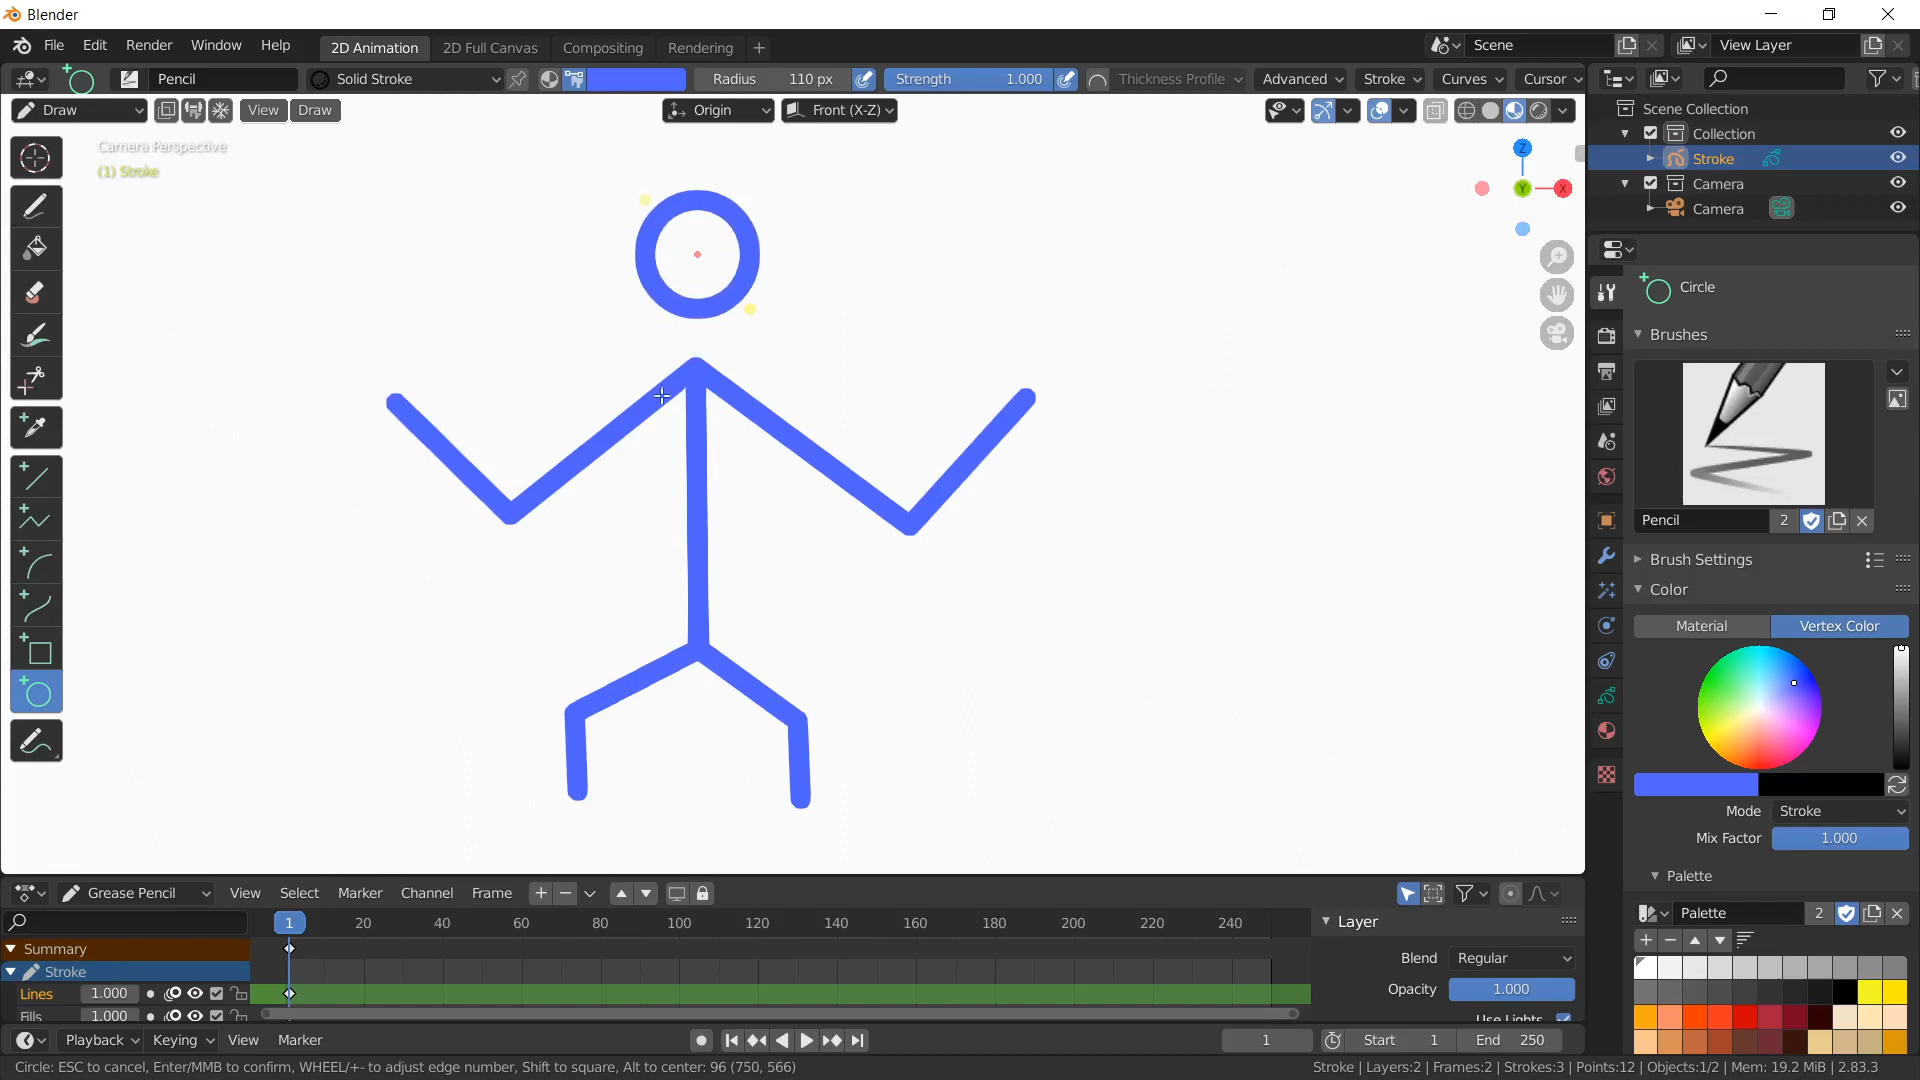 Blender
File Edit Render Window Help 2D Animation 2D Full Canvas Compositing Rendering Scene View Layer
Pencil Solid Stroke Radius 110 px Strength 1.000 Thickness Profile Advanced Stroke Curves Cursor
Draw View Draw Origin Front (X-Z)
Scene Collection
Collection
Stroke
Camera
Camera
Camera Perspective
(1) Stroke
Z
Y X
Circle
Brushes
Pencil 2
Brush Settings
Color
Material Vertex Color
Mode Stroke
Mix Factor 1.000
Palette
Palette 2
Grease Pencil View Select Marker Channel Frame
1 20 40 60 80 100 120 140 160 180 200 220 240
Summary
Stroke
Lines 1.000
Fills 1.000
Layer
Blend Regular
Opacity 1.000
Use Lights
Playback Keying View Marker 1 Start 1 End 250
Circle: ESC to cancel, Enter/MMB to confirm, WHEEL/+- to adjust edge number, Shift to square, Alt to center: 96 (750, 566)
Stroke | Layers:2 | Frames:2 | Strokes:3 | Points:12 | Objects:1/2 | Mem: 19.2 MiB | 2.83.3